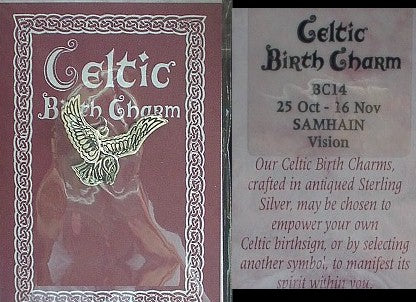 Celtic
Birth Charm
Celtic
Birth Charm
BC14
25 Oct - 16 Nov
SAMHAIN
Vision
Our Celtic Birth Charms,
crafted in antiqued Sterling
Silver, may be chosen to
empower your own
Celtic birthsign, or by selecting
another symbol, to manifest its
spirit within you.